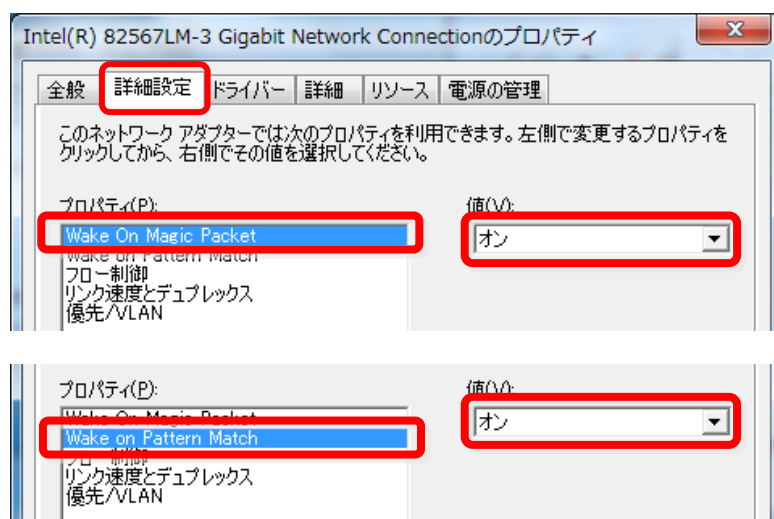 Intel(R) 82567LM-3 Gigabit Network Connectionのプロパティ
全般 詳細設定 ドライバー 詳細 リソース 電源の管理
このネットワーク アダプターでは次のプロパティを利用できます。左側で変更するプロパティを
クリックしてから、右側でその値を選択してください。
プロパティ(P): 値(V):
Wake On Magic Packet オン
Wake on Pattern Match
フロー制御
リンク速度とデュプレックス
優先/VLAN
プロパティ(P): 値(V):
Wake On Magic Packet
Wake on Pattern Match オン
フロー制御
リンク速度とデュプレックス
優先/VLAN